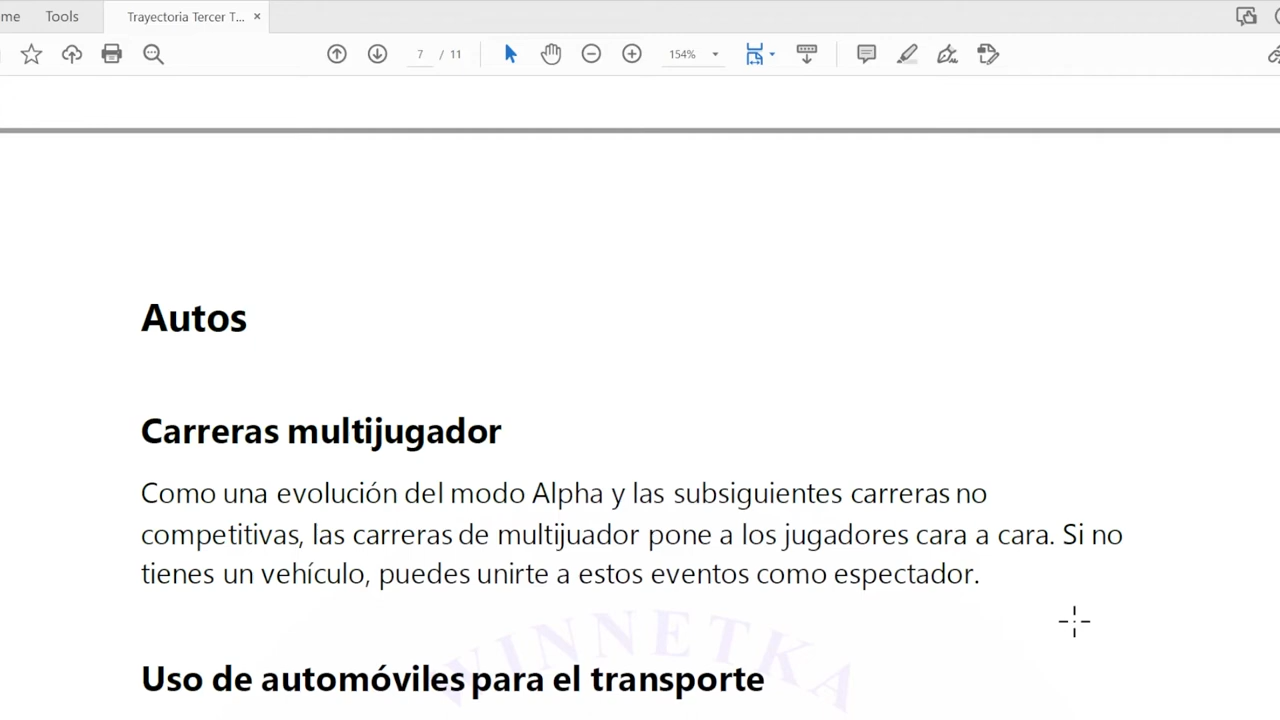 me Tools Trayectoria Tercer T... ×
7 / 11 154%
Autos
Carreras multijugador
Como una evolución del modo Alpha y las subsiguientes carreras no
competitivas, las carreras de multijuador pone a los jugadores cara a cara. Si no
tienes un vehículo, puedes unirte a estos eventos como espectador.
WINNETKA
Uso de automóviles para el transporte